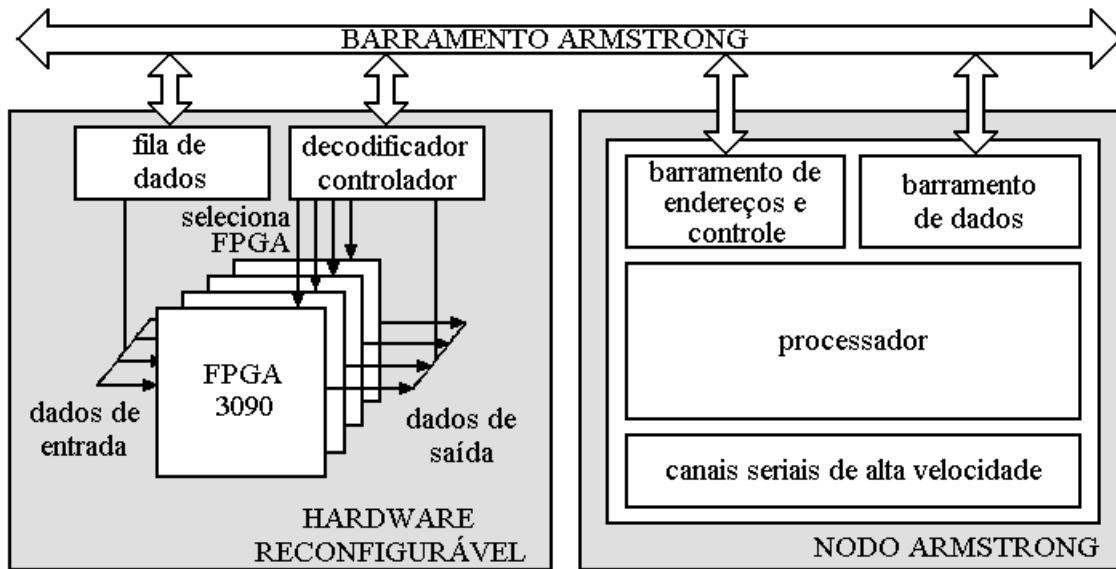 BARRAMENTO ARMSTRONG
fila de
dados
decodificador
controlador
seleciona
FPGA
FPGA
3090
dados de
entrada
dados de
saída
HARDWARE
RECONFIGURÁVEL
barramento de
endereços e
controle
barramento
de dados
processador
canais seriais de alta velocidade
NODO ARMSTRONG